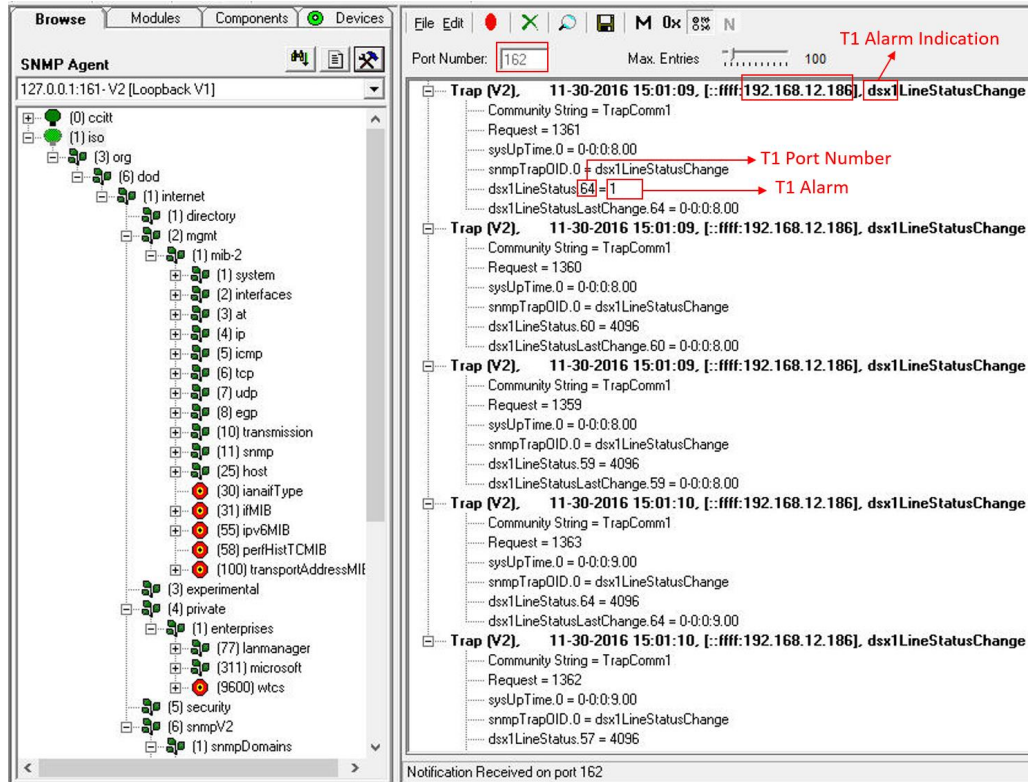 Browse Modules Components Devices
SNMP Agent
127.0.0.1:161- V2 [Loopback V1]
(0) ccitt
(1) iso
(3) org
(6) dod
(1) internet
(1) directory
(2) mgmt
(1) mib-2
(1) system
(2) interfaces
(3) at
(4) ip
(5) icmp
(6) tcp
(7) udp
(8) egp
(10) transmission
(11) snmp
(25) host
(30) ianaifType
(31) ifMIB
(55) ipv6MIB
(58) perfHistTCMIB
(100) transportAddressMIE
(3) experimental
(4) private
(1) enterprises
(77) lanmanager
(311) microsoft
(9600) wtcs
(5) security
(6) snmpV2
(1) snmpDomains
File Edit M 0x N
T1 Alarm Indication
Port Number: 162 Max. Entries 100
Trap (V2), 11-30-2016 15:01:09, [::ffff:192.168.12.186], dsx1LineStatusChange
Community String = TrapComm1
Request = 1361
sysUpTime.0 = 0-0:0:8.00
snmpTrapOID.0 = dsx1LineStatusChange
T1 Port Number
dsx1LineStatus.64 = 1
T1 Alarm
dsx1LineStatusLastChange.64 = 0-0:0:8.00
Trap (V2), 11-30-2016 15:01:09, [::ffff:192.168.12.186], dsx1LineStatusChange
Community String = TrapComm1
Request = 1360
sysUpTime.0 = 0-0:0:8.00
snmpTrapOID.0 = dsx1LineStatusChange
dsx1LineStatus.60 = 4096
dsx1LineStatusLastChange.60 = 0-0:0:8.00
Trap (V2), 11-30-2016 15:01:09, [::ffff:192.168.12.186], dsx1LineStatusChange
Community String = TrapComm1
Request = 1359
sysUpTime.0 = 0-0:0:8.00
snmpTrapOID.0 = dsx1LineStatusChange
dsx1LineStatus.59 = 4096
dsx1LineStatusLastChange.59 = 0-0:0:8.00
Trap (V2), 11-30-2016 15:01:10, [::ffff:192.168.12.186], dsx1LineStatusChange
Community String = TrapComm1
Request = 1363
sysUpTime.0 = 0-0:0:9.00
snmpTrapOID.0 = dsx1LineStatusChange
dsx1LineStatus.64 = 4096
dsx1LineStatusLastChange.64 = 0-0:0:9.00
Trap (V2), 11-30-2016 15:01:10, [::ffff:192.168.12.186], dsx1LineStatusChange
Community String = TrapComm1
Request = 1362
sysUpTime.0 = 0-0:0:9.00
snmpTrapOID.0 = dsx1LineStatusChange
dsx1LineStatus.57 = 4096
Notification Received on port 162